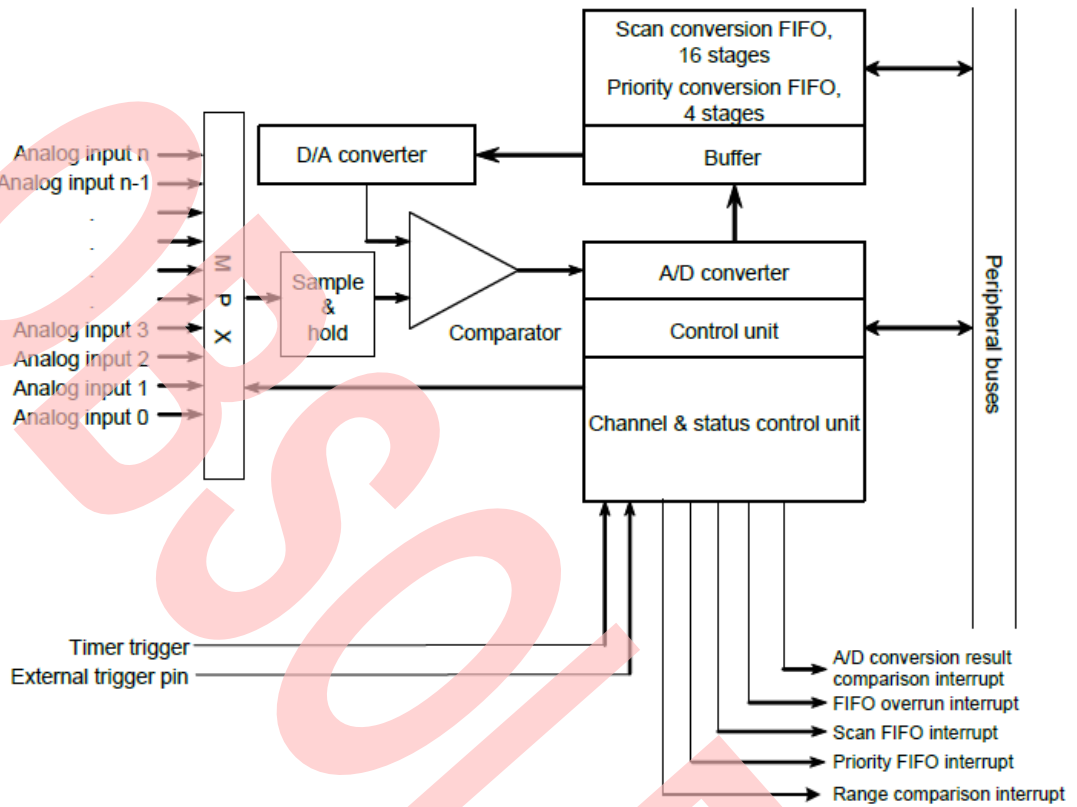 Scan conversion FIFO,
16 stages
Priority conversion FIFO,
4 stages
Buffer
D/A converter
Analog input n
Analog input n-1
.
.
.
.
Analog input 3
Analog input 2
Analog input 1
Analog input 0
M
P
X
Sample
&
hold
Comparator
A/D converter
Control unit
Channel & status control unit
Peripheral buses
Timer trigger
External trigger pin
A/D conversion result
comparison interrupt
FIFO overrun interrupt
Scan FIFO interrupt
Priority FIFO interrupt
Range comparison interrupt